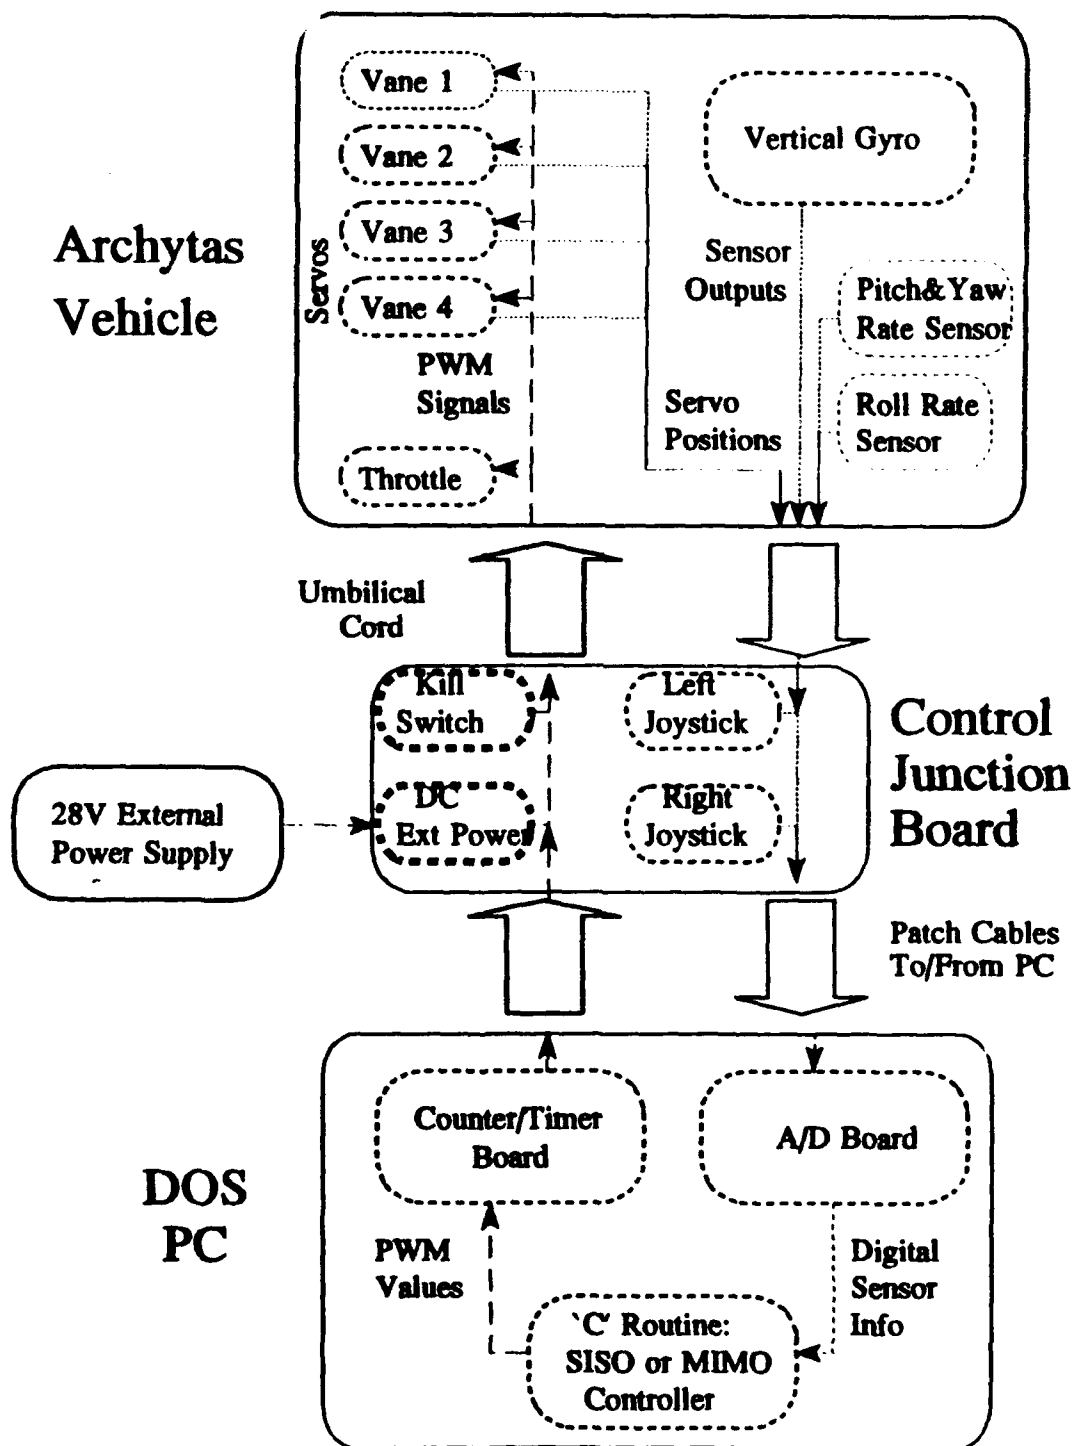 Archytas
Vehicle
Servos
Vane 1
Vane 2
Vane 3
Vane 4
PWM
Signals
Throttle
Vertical Gyro
Sensor
Outputs
Pitch&Yaw
Rate Sensor
Roll Rate
Sensor
Servo
Positions
Umbilical
Cord
Kill
Switch
Left
Joystick
Control
Junction
Board
28V External
Power Supply
DC
Ext Power
Right
Joystick
Patch Cables
To/From PC
DOS
PC
Counter/Timer
Board
A/D Board
PWM
Values
Digital
Sensor
Info
`C' Routine:
SISO or MIMO
Controller